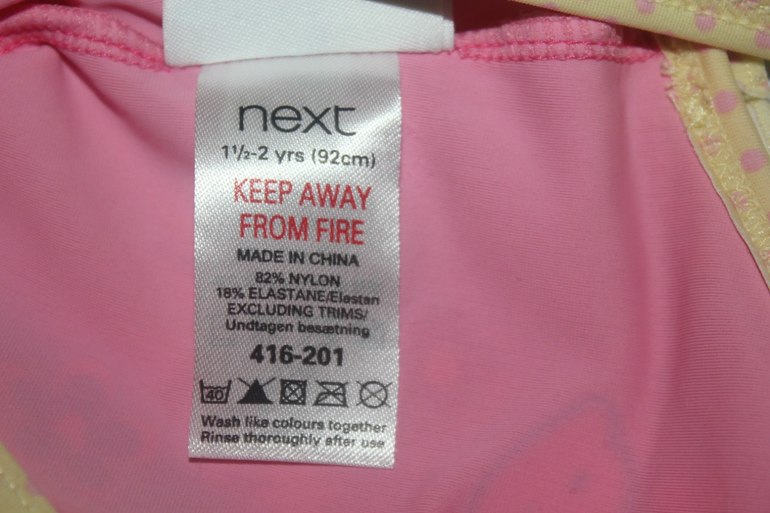 next
1½-2 yrs (92cm)
KEEP AWAY
FROM FIRE
MADE IN CHINA
82% NYLON
18% ELASTANE/Elastan
EXCLUDING TRIMS/
Undtagen besætning
416-201
40
Wash like colours together
Rinse thoroughly after use